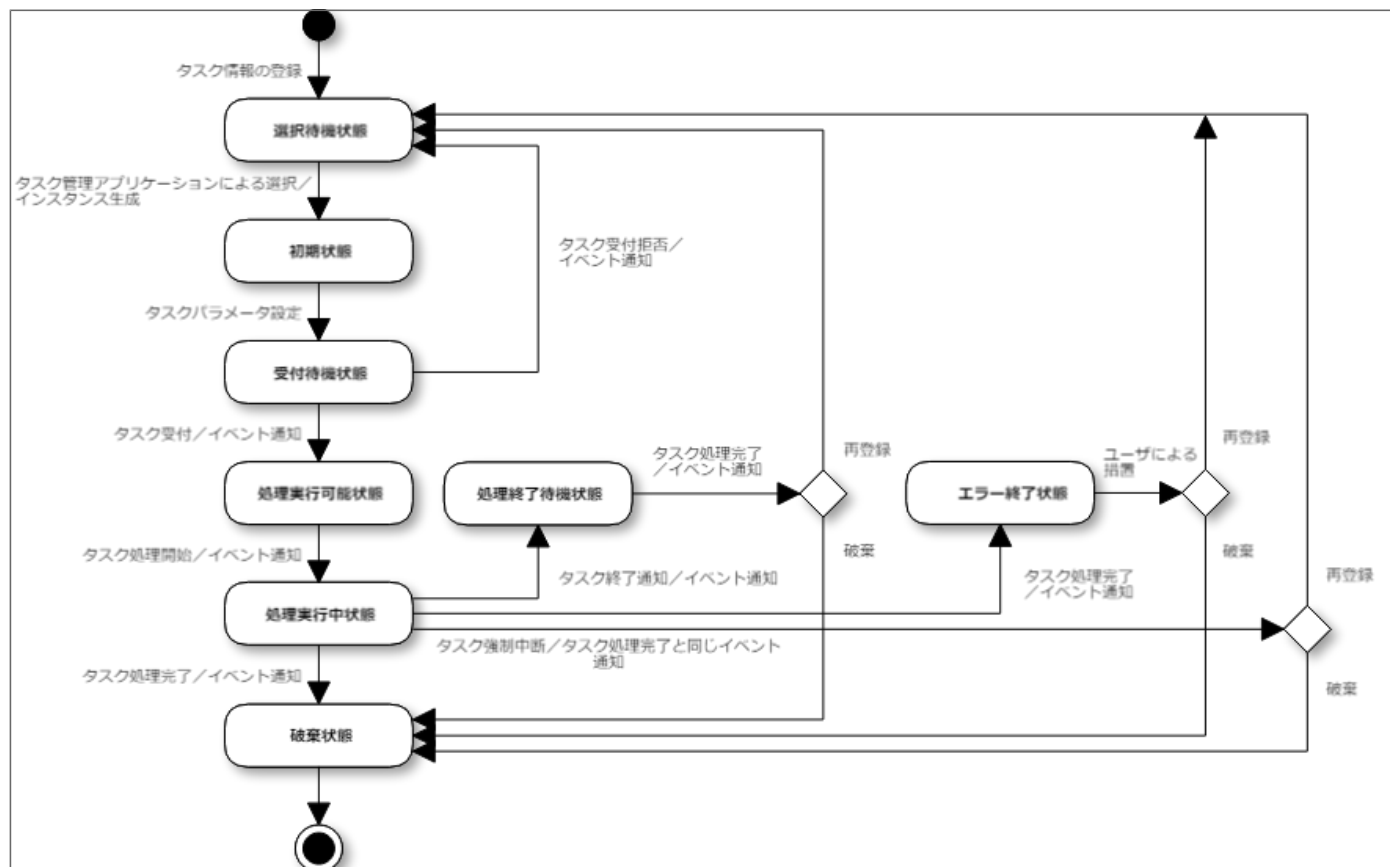 タスク情報の登録
選択待機状態
タスク管理アプリケーションによる選択／
インスタンス生成
初期状態
タスク受付拒否／
イベント通知
タスクパラメータ設定
受付待機状態
タスク受付／イベント通知
タスク処理完了
／イベント通知
再登録
ユーザによる
措置
再登録
処理実行可能状態
処理終了待機状態
エラー終了状態
タスク処理開始／イベント通知
破棄
破棄
タスク終了通知／イベント通知
タスク処理完了
／イベント通知
再登録
処理実行中状態
タスク強制中断／タスク処理完了と同じイベント
通知
タスク処理完了／イベント通知
破棄
破棄状態